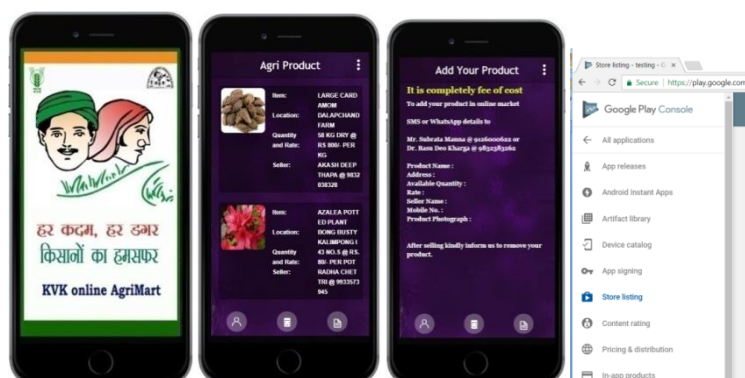 हर कदम, हर डगर
किसानों का हमसफर
KVK online AgriMart
Agri Product
Item: LARGE CARD
AMOM
Location: DALAPCHAND
FARM
Quantity 50 KG DRY @
and Rate: RS 800/- PER
KG
Seller: AKASH DEEP
THAPA @ 9832
038328
Item: AZALEA POTT
ED PLANT
Location: BONG BUSTY
KALIMPONG I
Quantity 43 NO.S @ RS.
and Rate: 80/- PER POT
Seller: RADHA CHET
TRI @ 9933573
945
Add Your Product
It is completely fee of cost
To add your product in online market
SMS or WhatsApp details to
Mr. Subrata Manna @ 9126000622 or
Dr. Basu Deo Kharga @ 9832383262
Product Name :
Address :
Available Quantity :
Rate :
Seller Name :
Mobile No. :
Product Photograph :
After selling kindly inform us to remove your
product.
Store listing - testing - G
Secure | https://play.google.com
Google Play Console
All applications
App releases
Android Instant Apps
Artifact library
Device catalog
App signing
Store listing
Content rating
Pricing & distribution
In-app products